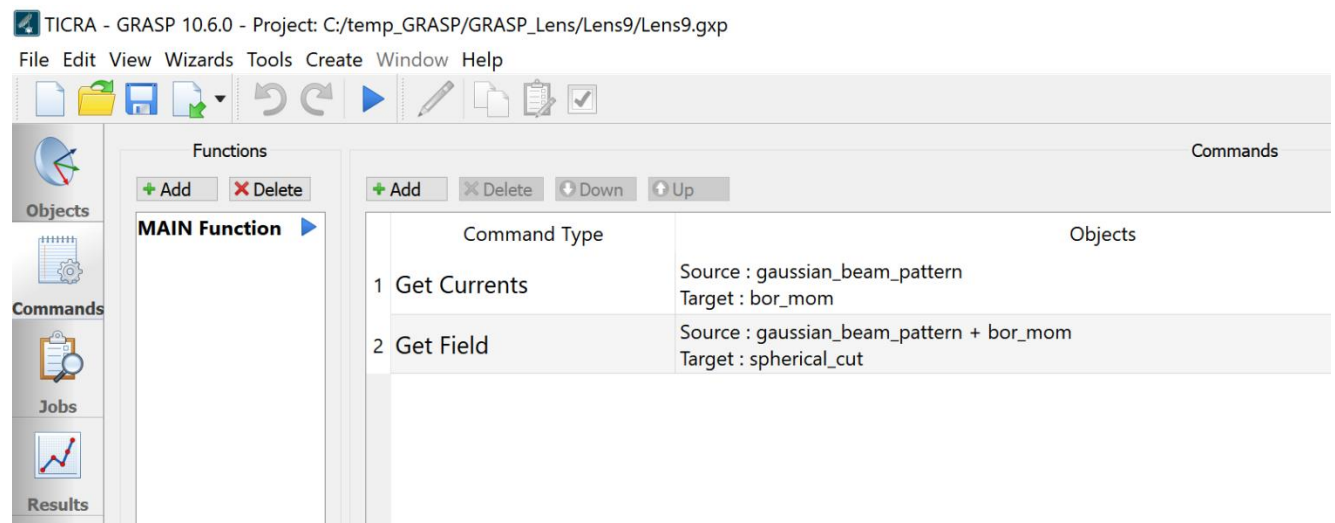 TICRA - GRASP 10.6.0 - Project: C:/temp_GRASP/GRASP_Lens/Lens9/Lens9.gxp
File Edit View Wizards Tools Create Window Help
Functions
Commands
Add Delete
Add Delete Down Up
Objects
MAIN Function
Command Type Objects
1 Get Currents
Source : gaussian_beam_pattern
Target : bor_mom
Commands
2 Get Field
Source : gaussian_beam_pattern + bor_mom
Target : spherical_cut
Jobs
Results